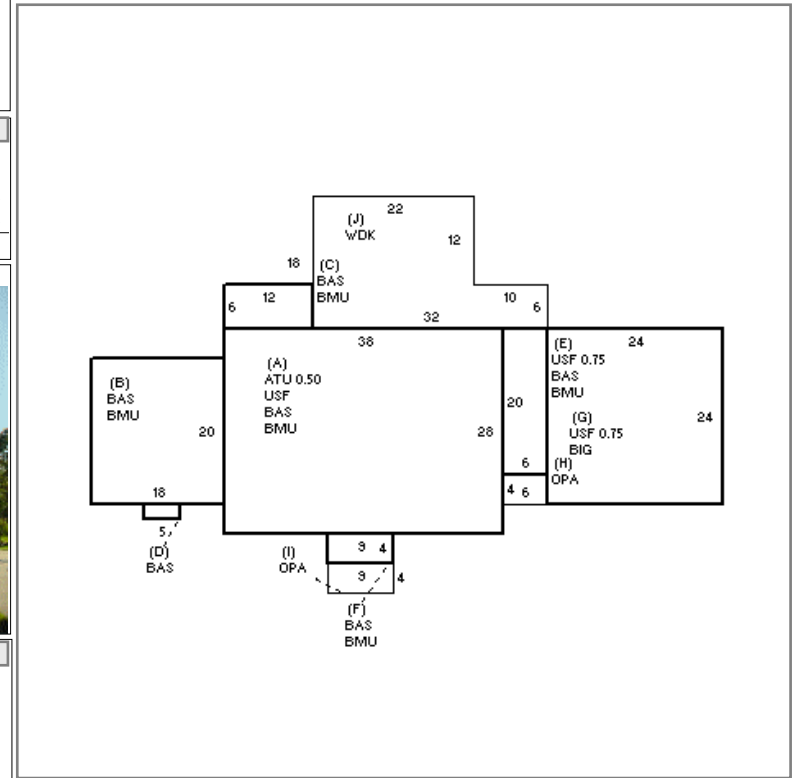 22
(J)
WDK
12
18
(C)
BAS
BMU
12
6
10
6
32
38
(A)
ATU 0.50
USF
BAS
BMU
(E)
USF 0.75
BAS
BMU
24
(B)
BAS
BMU
20
28
20
24
(G)
USF 0.75
BIG
6
(H)
OPA
4 6
18
5
(D)
BAS
9 4
(I)
OPA
9
4
(F)
BAS
BMU